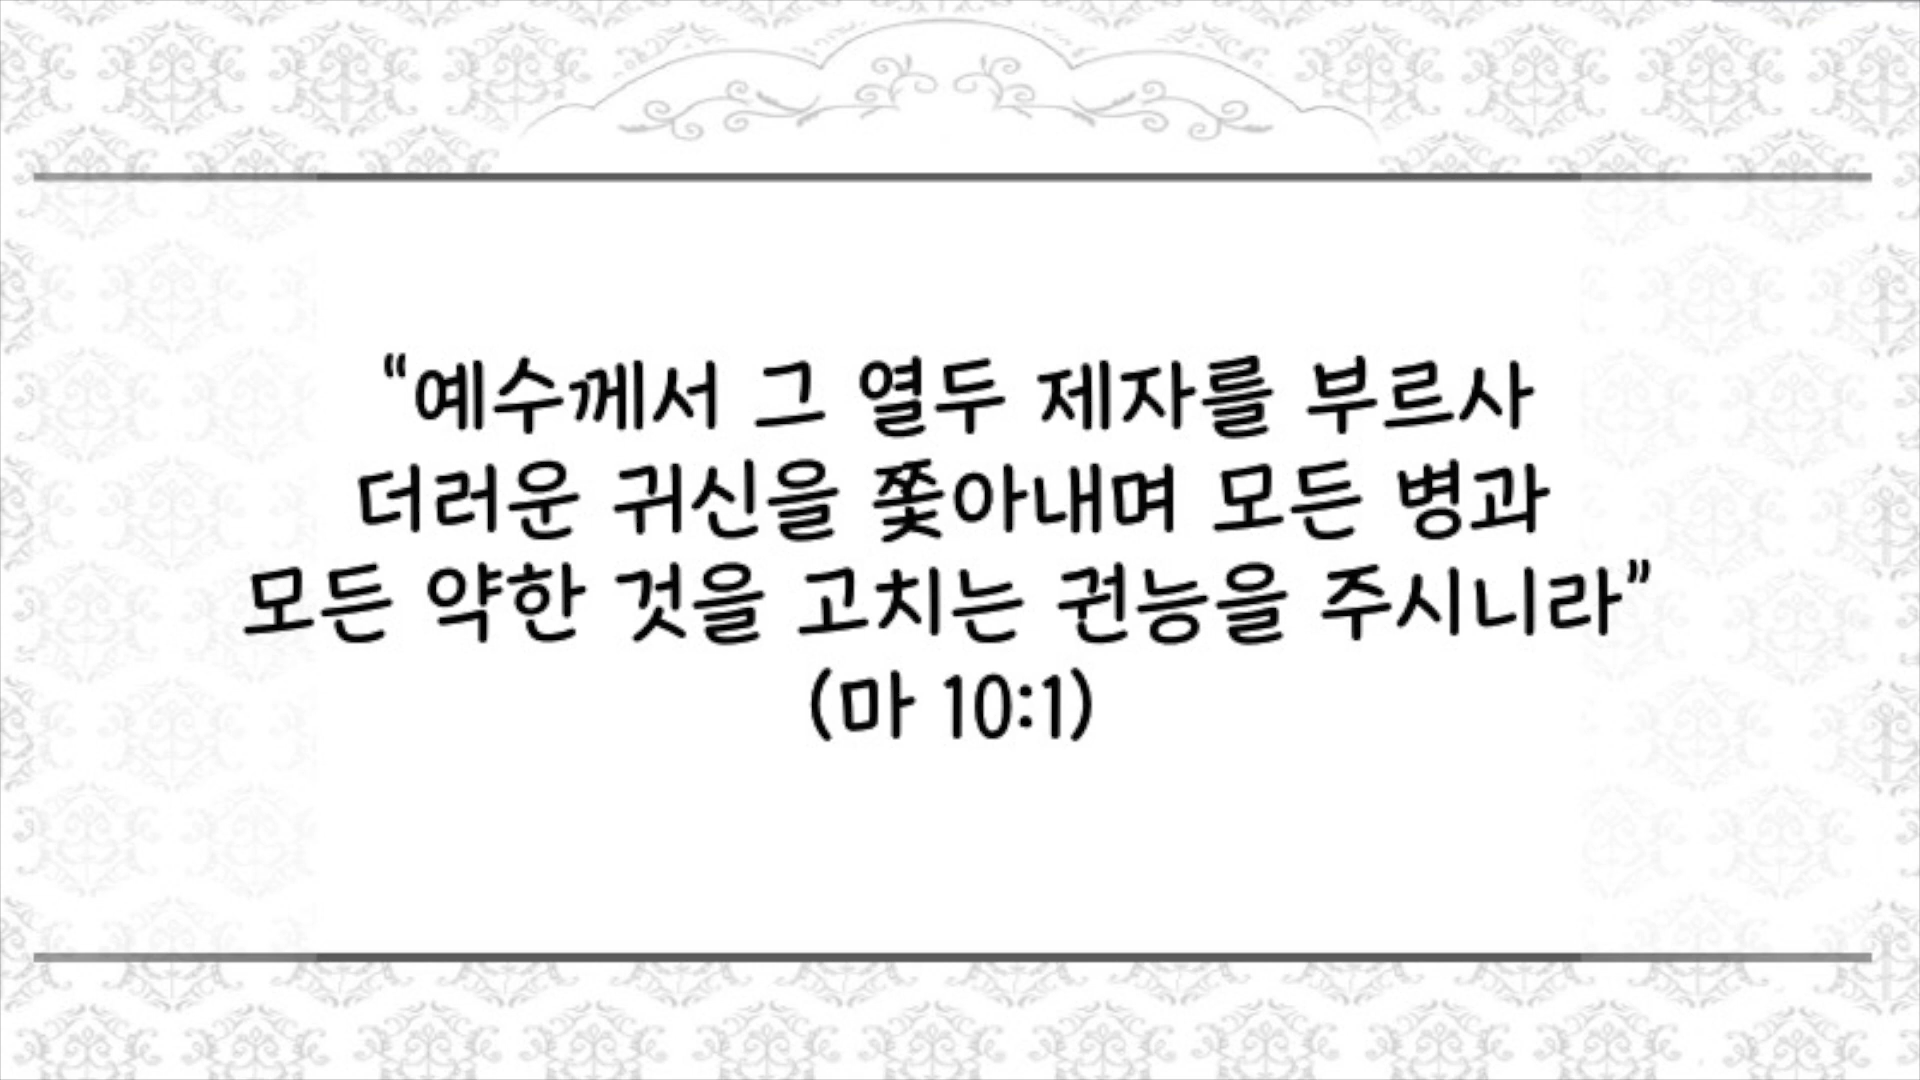 “예수께서 그 열두 제자를 부르사
더러운 귀신을 쫓아내며 모든 병과
모든 약한 것을 고치는 권능을 주시니라”
(마 10:1)